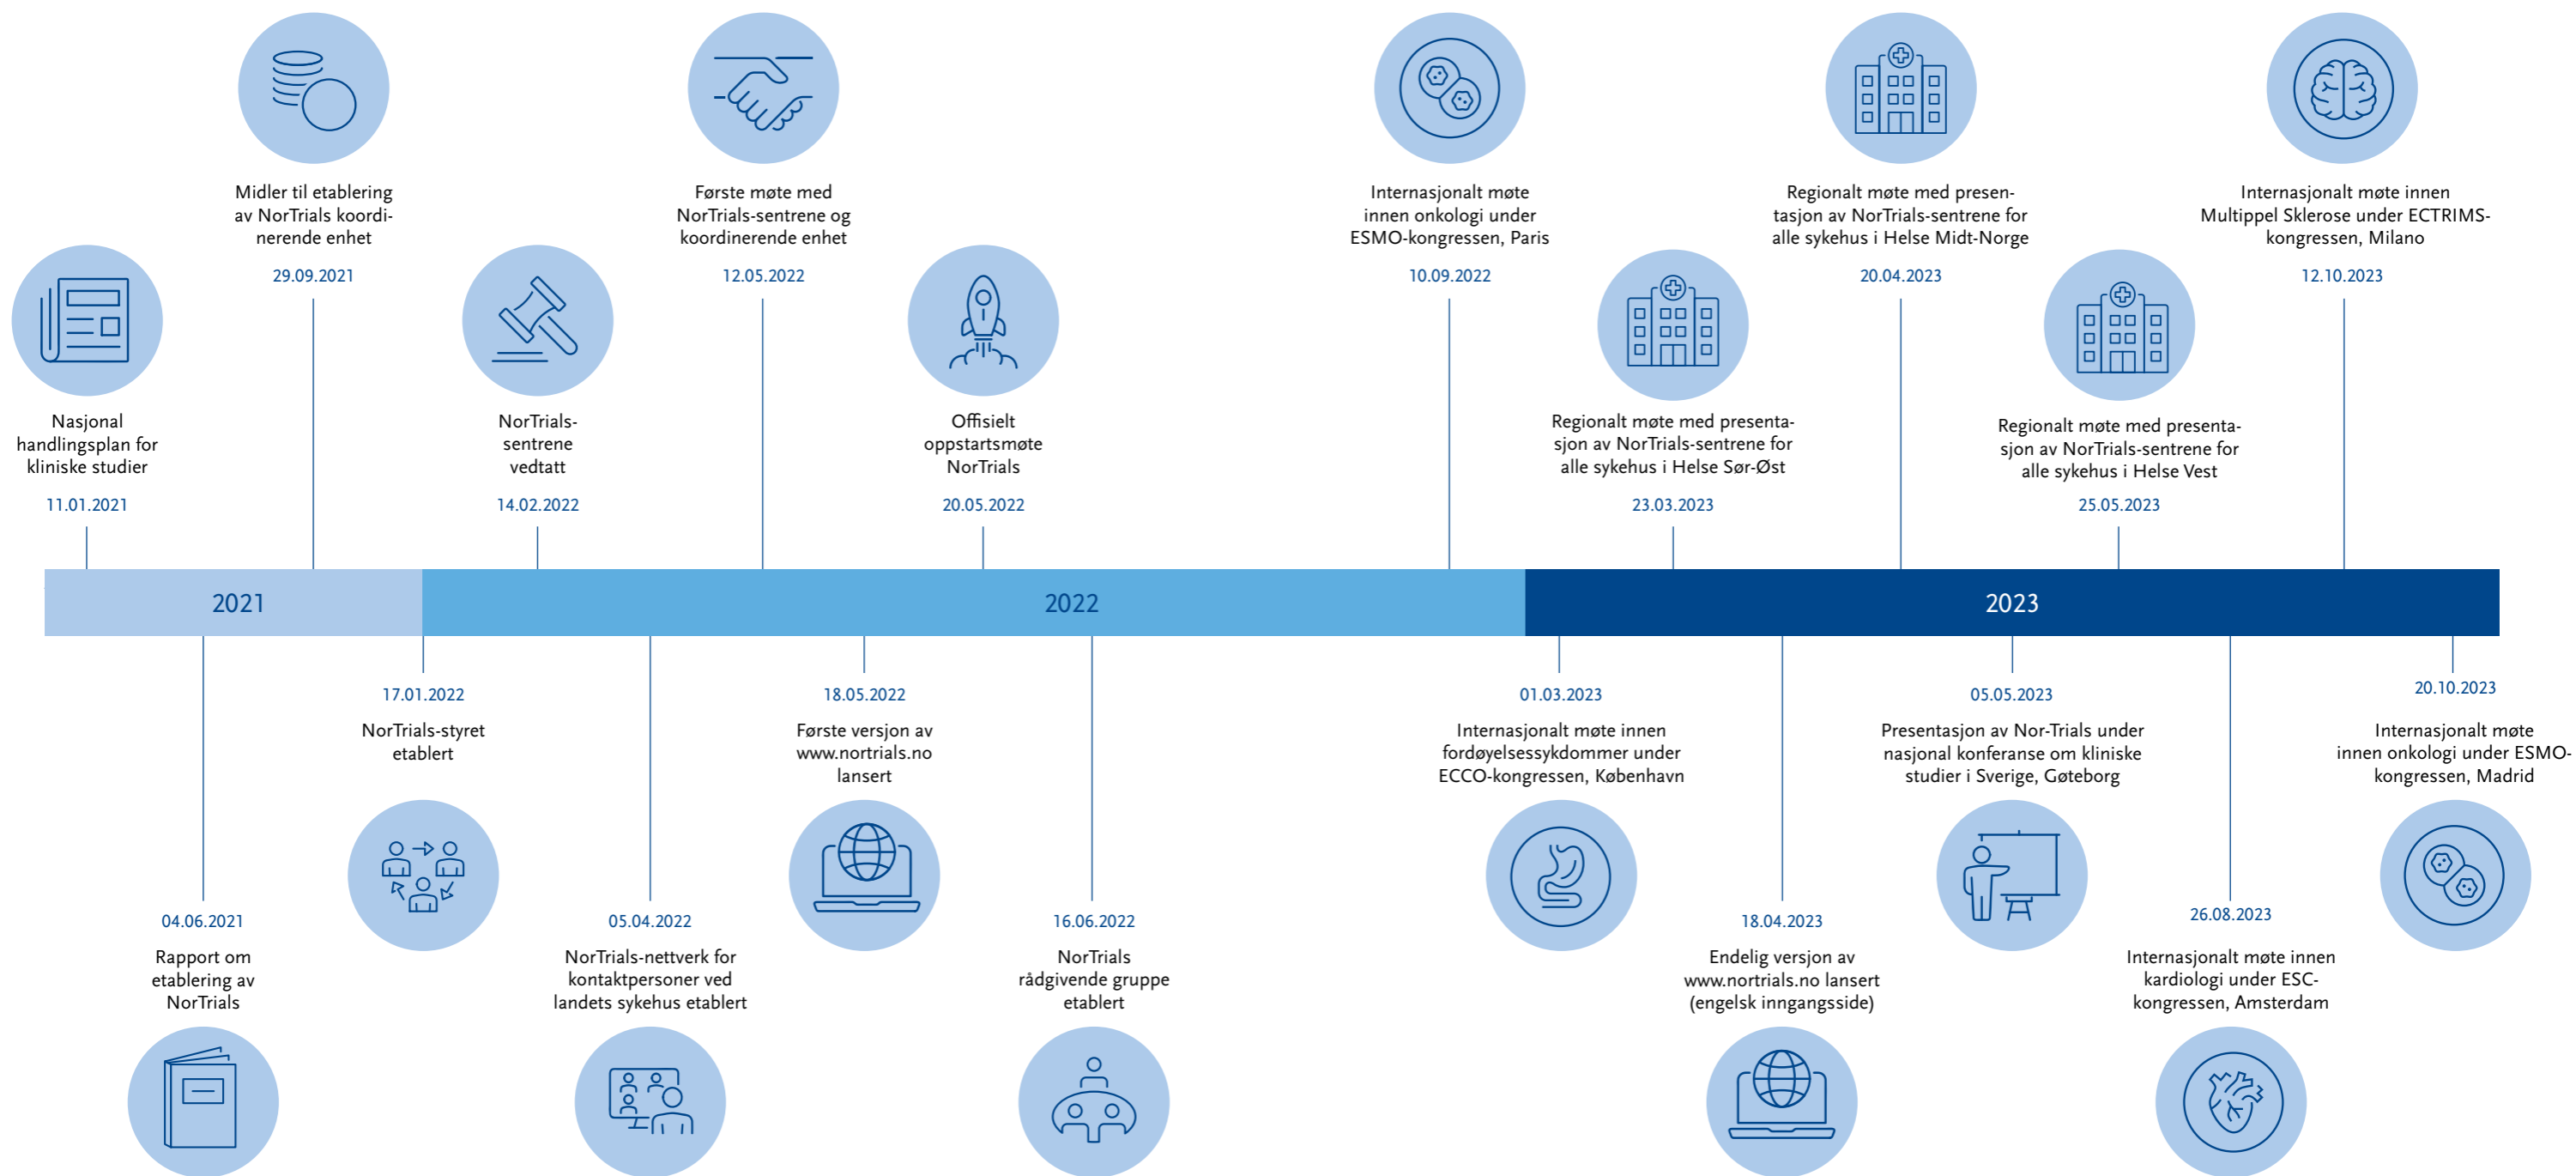 Midler til etablering
av NorTrials koordi-
nerende enhet
29.09.2021
Første møte med
NorTrials-sentrene og
koordinerende enhet
12.05.2022
Internasjonalt møte
innen onkologi under
ESMO-kongressen, Paris
10.09.2022
Regionalt møte med presen-
tasjon av NorTrials-sentrene for
alle sykehus i Helse Midt-Norge
20.04.2023
Internasjonalt møte innen
Multippel Sklerose under ECTRIMS-
kongressen, Milano
12.10.2023
Nasjonal
handlingsplan for
kliniske studier
11.01.2021
NorTrials-
sentrene
vedtatt
14.02.2022
Offisielt
oppstartsmøte
NorTrials
20.05.2022
Regionalt møte med presenta-
sjon av NorTrials-sentrene for
alle sykehus i Helse Sør-Øst
23.03.2023
Regionalt møte med presenta-
sjon av NorTrials-sentrene for
alle sykehus i Helse Vest
25.05.2023
2021
2022
2023
17.01.2022
NorTrials-styret
etablert
18.05.2022
Første versjon av
www.nortrials.no
lansert
01.03.2023
Internasjonalt møte innen
fordøyelsessykdommer under
ECCO-kongressen, København
05.05.2023
Presentasjon av Nor-Trials under
nasjonal konferanse om kliniske
studier i Sverige, Gøteborg
20.10.2023
Internasjonalt møte
innen onkologi under ESMO-
kongressen, Madrid
04.06.2021
Rapport om
etablering av
NorTrials
05.04.2022
NorTrials-nettverk for
kontaktpersoner ved
landets sykehus etablert
16.06.2022
NorTrials
rådgivende gruppe
etablert
18.04.2023
Endelig versjon av
www.nortrials.no lansert
(engelsk inngangsside)
26.08.2023
Internasjonalt møte innen
kardiologi under ESC-
kongressen, Amsterdam